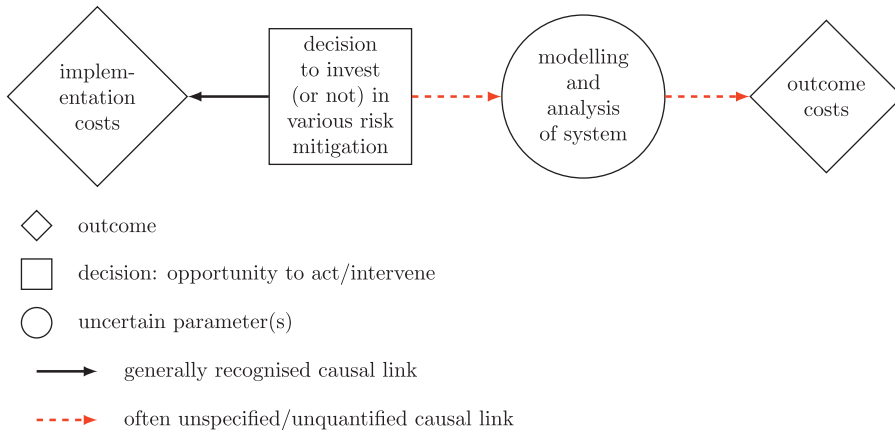 implem-
entation
costs
decision
to invest
(or not) in
various risk
mitigation
modelling
and
analysis
of system
outcome
costs
outcome
decision: opportunity to act/intervene
uncertain parameter(s)
generally recognised causal link
often unspecified/unquantified causal link